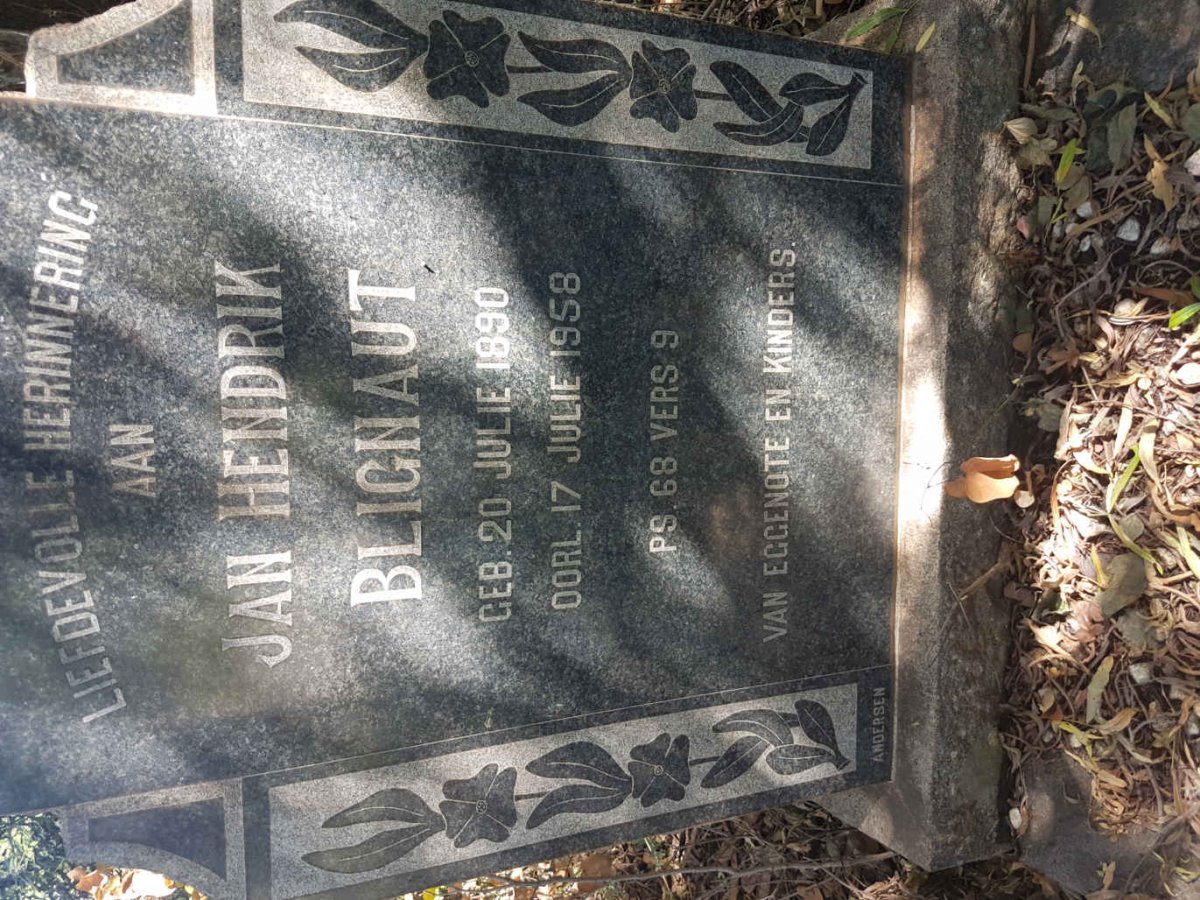 LIEFDEVOLLE HERINNERING
AAN
JAN HENDRIK
BLIGNAUT
GEB. 20 JULIE 1890
OORL. 17 JULIE 1958
PS. 68 VERS 9
VAN EGGENOTE EN KINDERS.
ANDERSEN